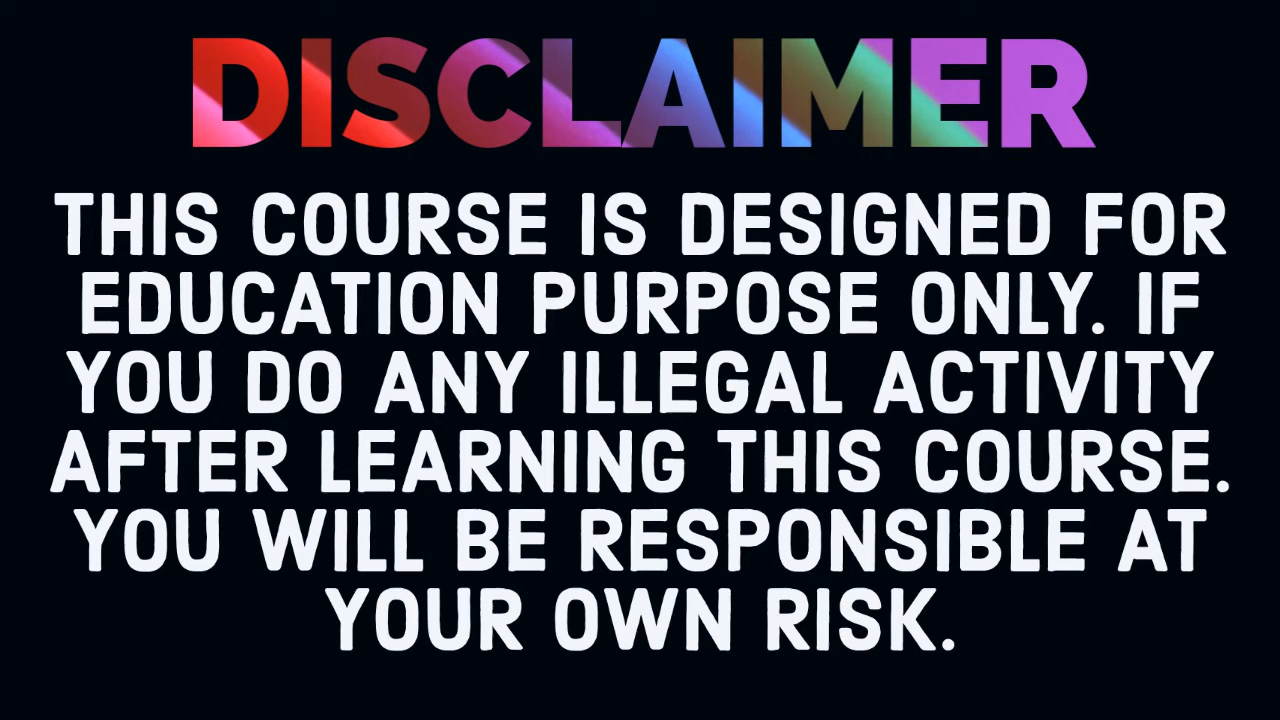 DISCLAIMER
THIS COURSE IS DESIGNED FOR
EDUCATION PURPOSE ONLY. IF
YOU DO ANY ILLEGAL ACTIVITY
AFTER LEARNING THIS COURSE.
YOU WILL BE RESPONSIBLE AT
YOUR OWN RISK.